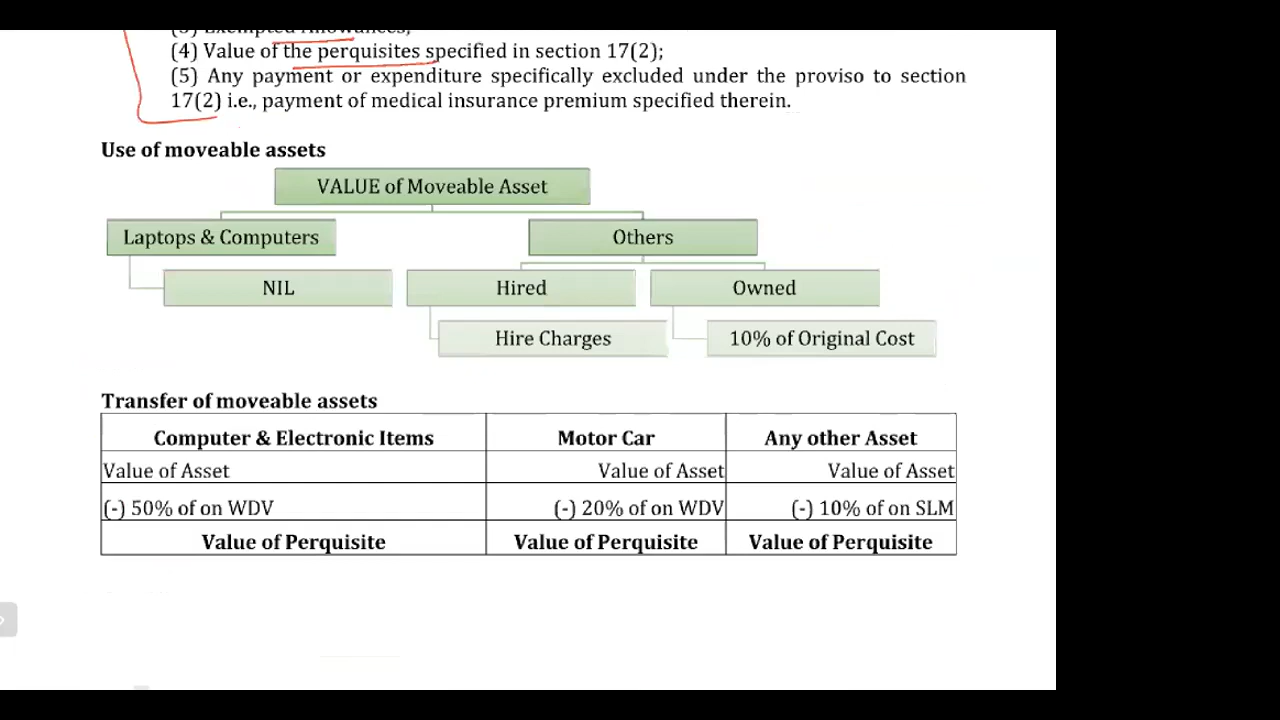 (3) Exempted Allowances;
(4) Value of the perquisites specified in section 17(2);
(5) Any payment or expenditure specifically excluded under the proviso to section
17(2) i.e., payment of medical insurance premium specified therein.
Use of moveable assets
VALUE of Moveable Asset
Laptops & Computers
Others
NIL
Hired
Owned
Hire Charges
10% of Original Cost
Transfer of moveable assets
Computer & Electronic Items
Motor Car
Any other Asset
Value of Asset
Value of Asset
Value of Asset
(-) 50% of on WDV
(-) 20% of on WDV
(-) 10% of on SLM
Value of Perquisite
Value of Perquisite
Value of Perquisite